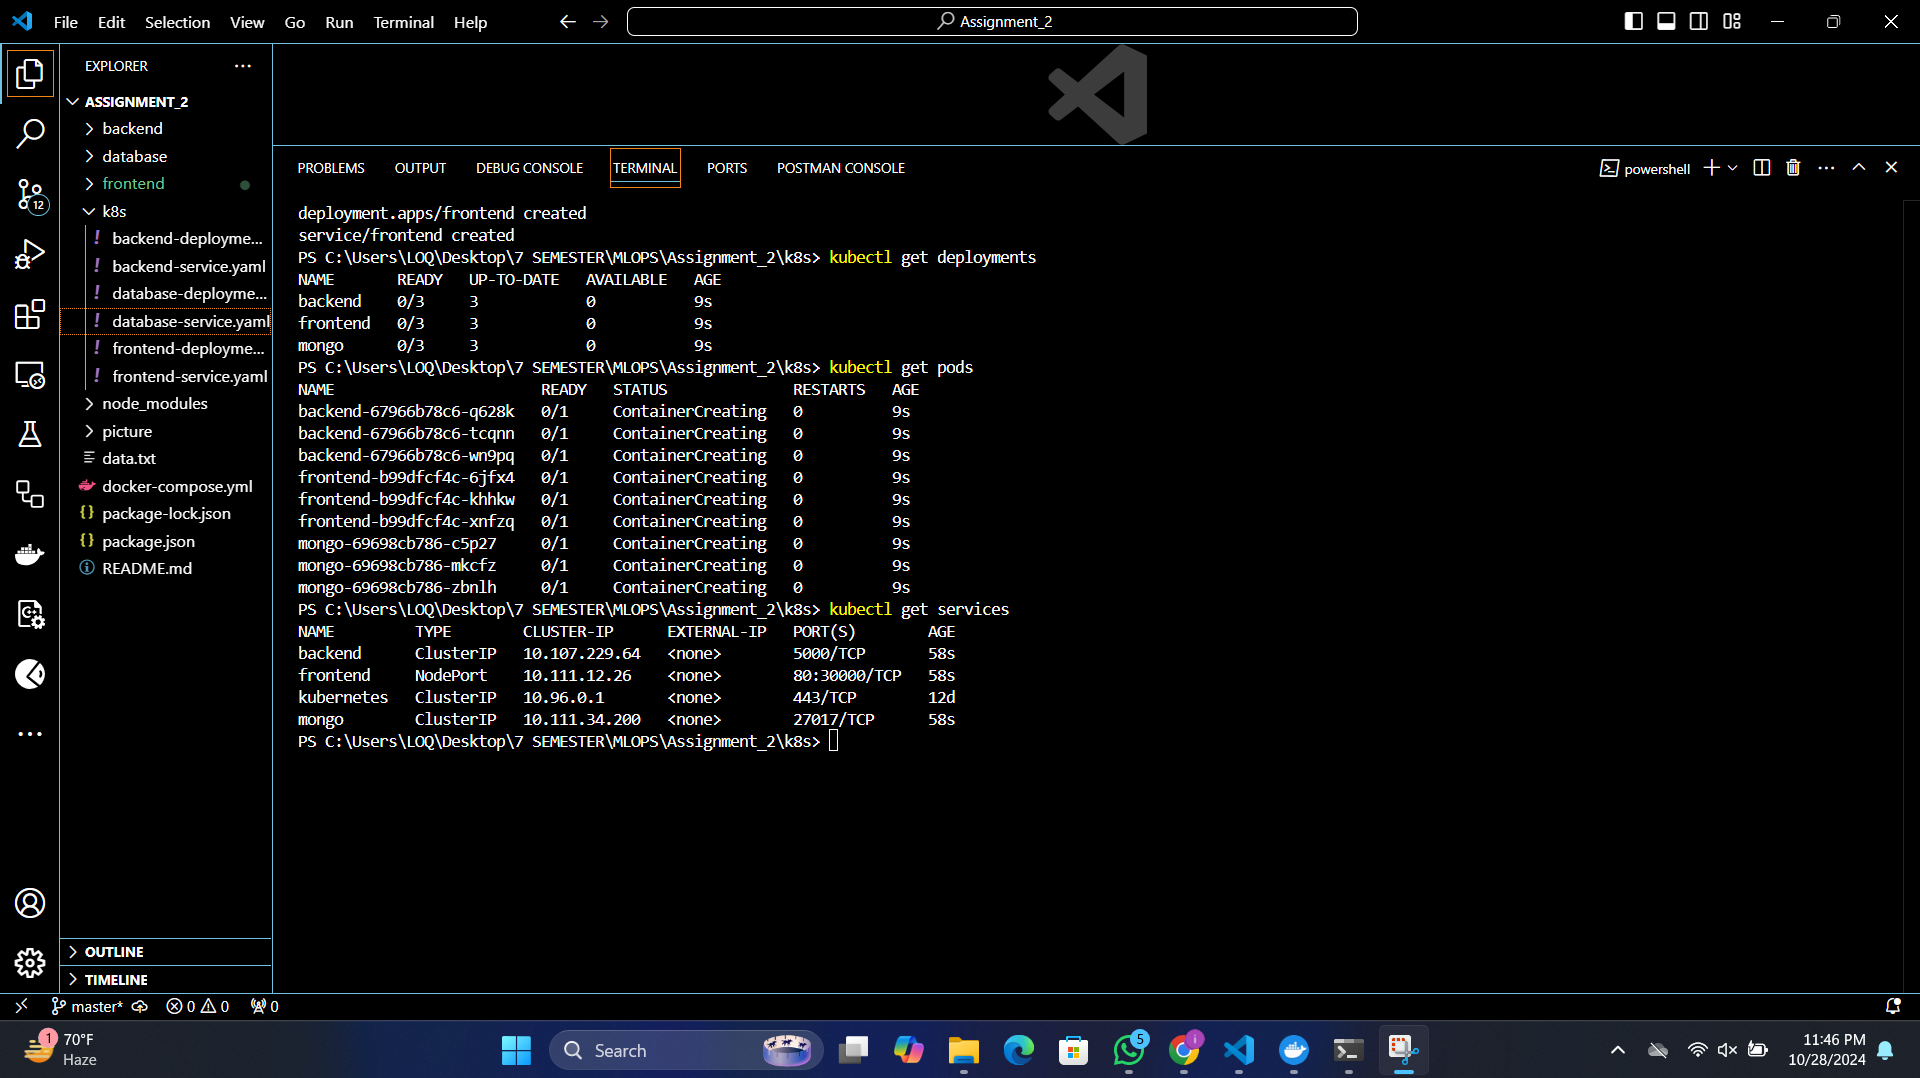 File Edit Selection View Go Run Terminal Help
Assignment_2
EXPLORER
ASSIGNMENT_2
backend
database
frontend
k8s
backend-deployme...
backend-service.yaml
database-deployme...
database-service.yaml
frontend-deployme...
frontend-service.yaml
node_modules
picture
data.txt
docker-compose.yml
package-lock.json
package.json
README.md
OUTLINE
TIMELINE
12
PROBLEMS OUTPUT DEBUG CONSOLE TERMINAL PORTS POSTMAN CONSOLE
powershell
deployment.apps/frontend created
service/frontend created
PS C:\Users\LOQ\Desktop\7 SEMESTER\MLOPS\Assignment_2\k8s> kubectl get deployments
NAME READY UP-TO-DATE AVAILABLE AGE
backend 0/3 3 0 9s
frontend 0/3 3 0 9s
mongo 0/3 3 0 9s
PS C:\Users\LOQ\Desktop\7 SEMESTER\MLOPS\Assignment_2\k8s> kubectl get pods
NAME READY STATUS RESTARTS AGE
backend-67966b78c6-q628k 0/1 ContainerCreating 0 9s
backend-67966b78c6-tcqnn 0/1 ContainerCreating 0 9s
backend-67966b78c6-wn9pq 0/1 ContainerCreating 0 9s
frontend-b99dfcf4c-6jfx4 0/1 ContainerCreating 0 9s
frontend-b99dfcf4c-khhkw 0/1 ContainerCreating 0 9s
frontend-b99dfcf4c-xnfzq 0/1 ContainerCreating 0 9s
mongo-69698cb786-c5p27 0/1 ContainerCreating 0 9s
mongo-69698cb786-mkcfz 0/1 ContainerCreating 0 9s
mongo-69698cb786-zbnlh 0/1 ContainerCreating 0 9s
PS C:\Users\LOQ\Desktop\7 SEMESTER\MLOPS\Assignment_2\k8s> kubectl get services
NAME TYPE CLUSTER-IP EXTERNAL-IP PORT(S) AGE
backend ClusterIP 10.107.229.64 <none> 5000/TCP 58s
frontend NodePort 10.111.12.26 <none> 80:30000/TCP 58s
kubernetes ClusterIP 10.96.0.1 <none> 443/TCP 12d
mongo ClusterIP 10.111.34.200 <none> 27017/TCP 58s
PS C:\Users\LOQ\Desktop\7 SEMESTER\MLOPS\Assignment_2\k8s>
master* 0 0 0
1
70°F
Haze
Search
5
11:46 PM
10/28/2024